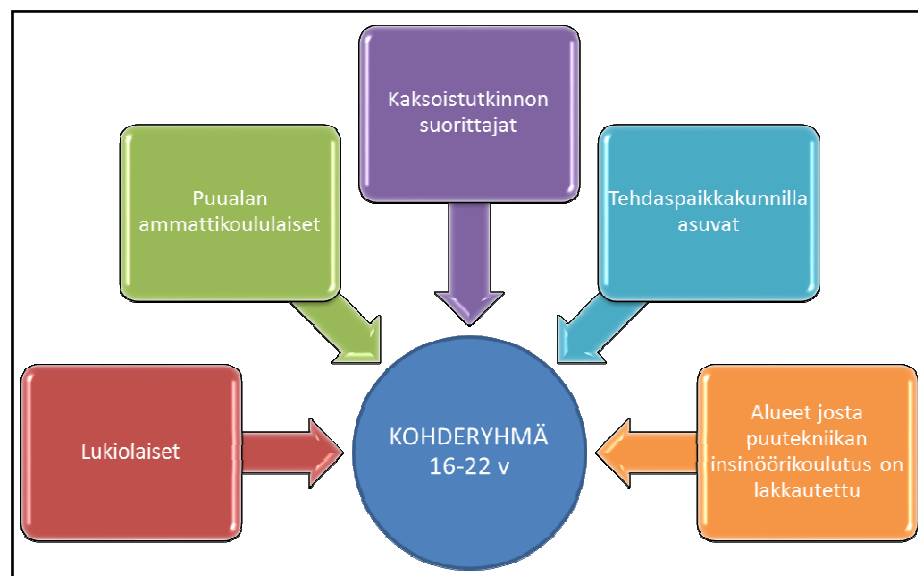 Kaksoistutkinnon
suorittajat
Puualan
ammattikoululaiset
Tehdaspaikkakunnilla
asuvat
Lukiolaiset
KOHDERYHMÄ
16-22 v
Alueet josta
puutekniikan
insinöörikoulutus on
lakkautettu